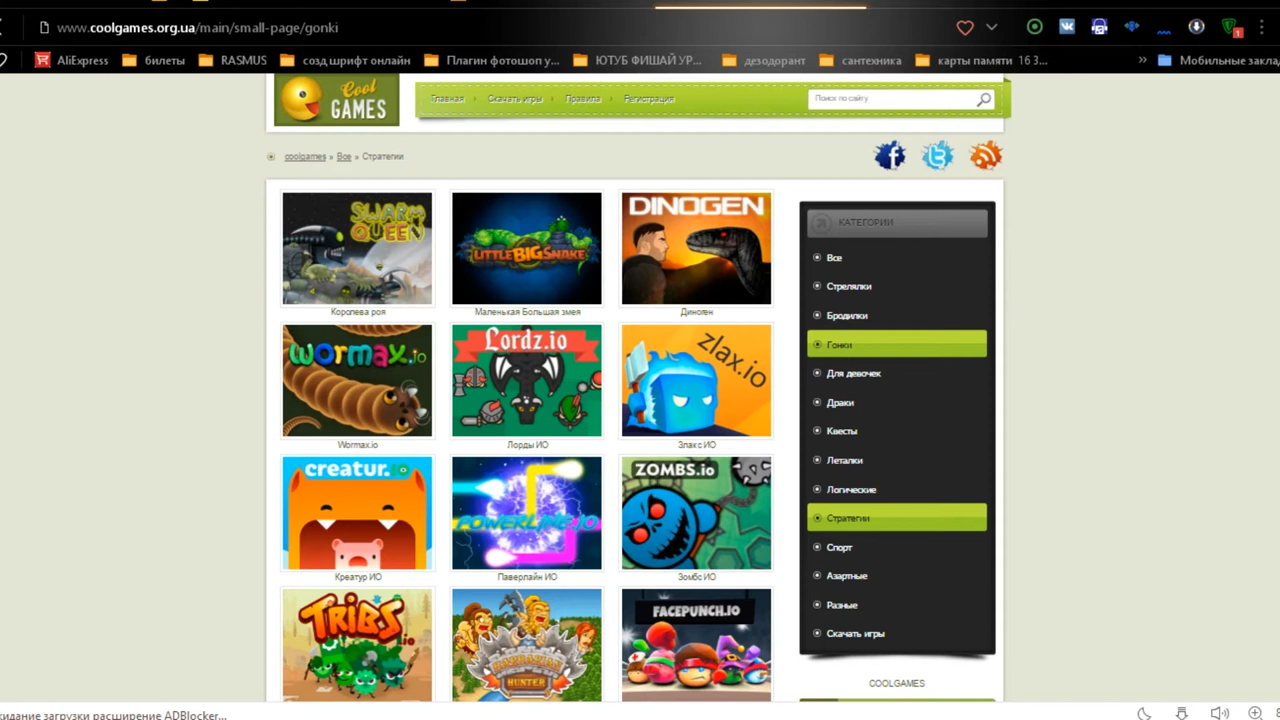 www.coolgames.org.ua/main/small-page/gonki
1
AliExpress билеты RASMUS созд шрифт онлайн Плагин фотошоп у... ЮТУБ ФИШАЙ УР... дезодорант сантехника карты памяти 16 3... » Мобильные заклад
Cool GAMES
Главная Скачать игры Правила Регистрация Поиск по сайту
coolgames » Все » Стратегии
SWARM QUEEN
LITTLE BIG SNAKE
DINOGEN
Королева роя Маленькая Большая змея Диноген
WORMAX.io
Lordz.io
zlax.io
Wormax.io Лорды ИО Злакс ИО
creatur.io
POWERLINE.IO
ZOMBS.io
Креатур ИО Паверлайн ИО Зомбс ИО
TRIBS.io
BARBARIAN HUNTER
FACEPUNCH.IO
КАТЕГОРИИ
Все
Стрелялки
Бродилки
Гонки
Для девочек
Драки
Квесты
Леталки
Логические
Стратегии
Спорт
Азартные
Разные
Скачать игры
COOLGAMES
жидание загрузки расширение ADBlocker...